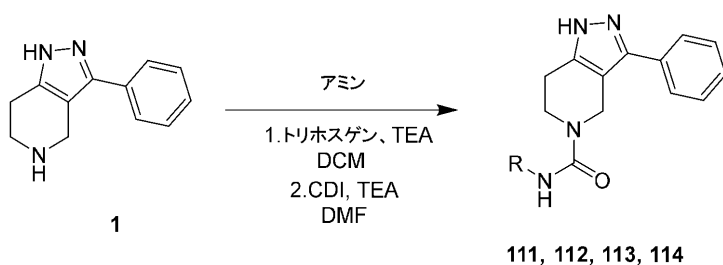 HN
N
N
H
1
アミン
1.トリホスゲン、TEA
DCM
2.CDI, TEA
DMF
HN
N
N
R
NH
O
111, 112, 113, 114